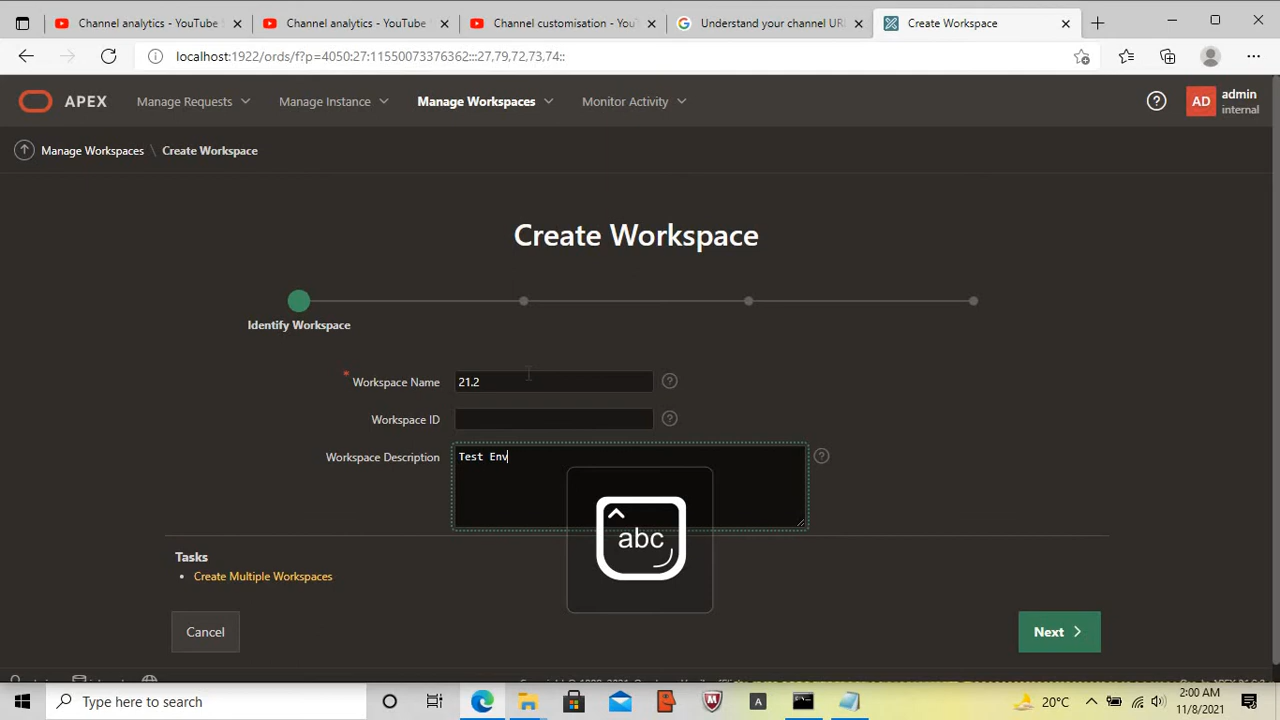 Channel analytics - YouTube
Channel analytics - YouTube
Channel customisation - You
Understand your channel URL
Create Workspace
localhost:1922/ords/f?p=4050:27:11550073376362:::27,79,72,73,74::
APEX
Manage Requests
Manage Instance
Manage Workspaces
Monitor Activity
AD
admin
internal
Manage Workspaces \ Create Workspace
Create Workspace
Identify Workspace
* Workspace Name
21.2
Workspace ID
Workspace Description
Test Env
abc
Tasks
Create Multiple Workspaces
Cancel
Next
Type here to search
A
20°C
2:00 AM
11/8/2021